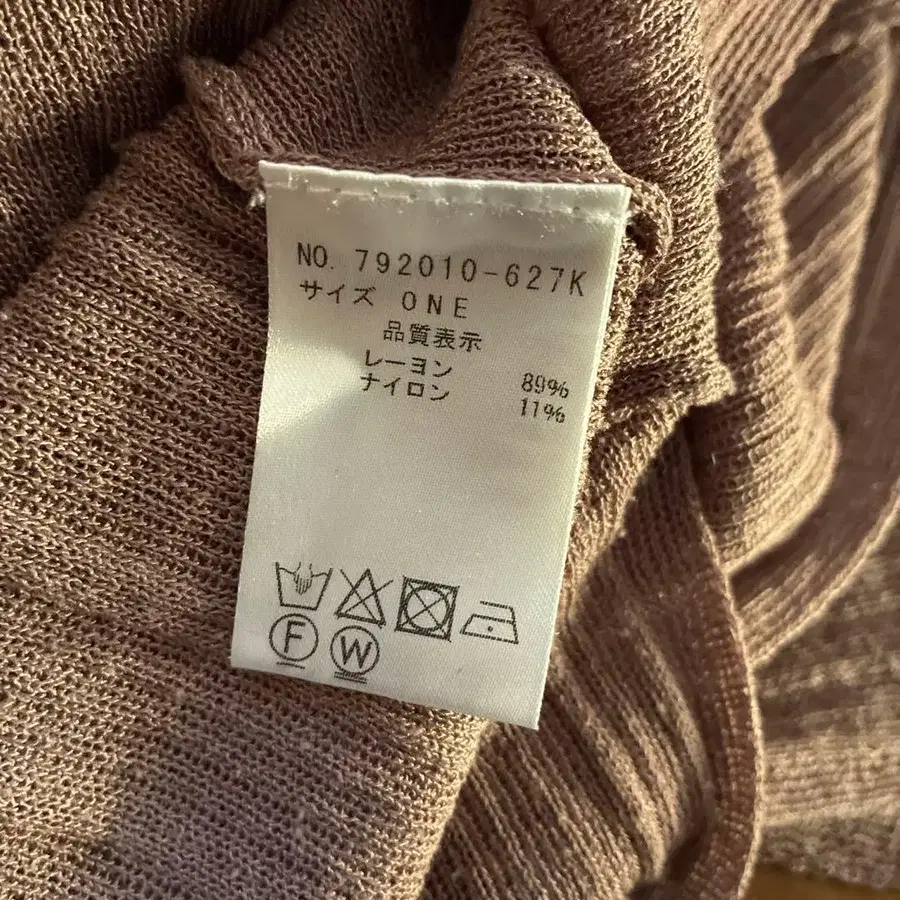 NO. 792010-627K
サイズ ONE
品質表示
レーヨン 89%
ナイロン 11%
F W